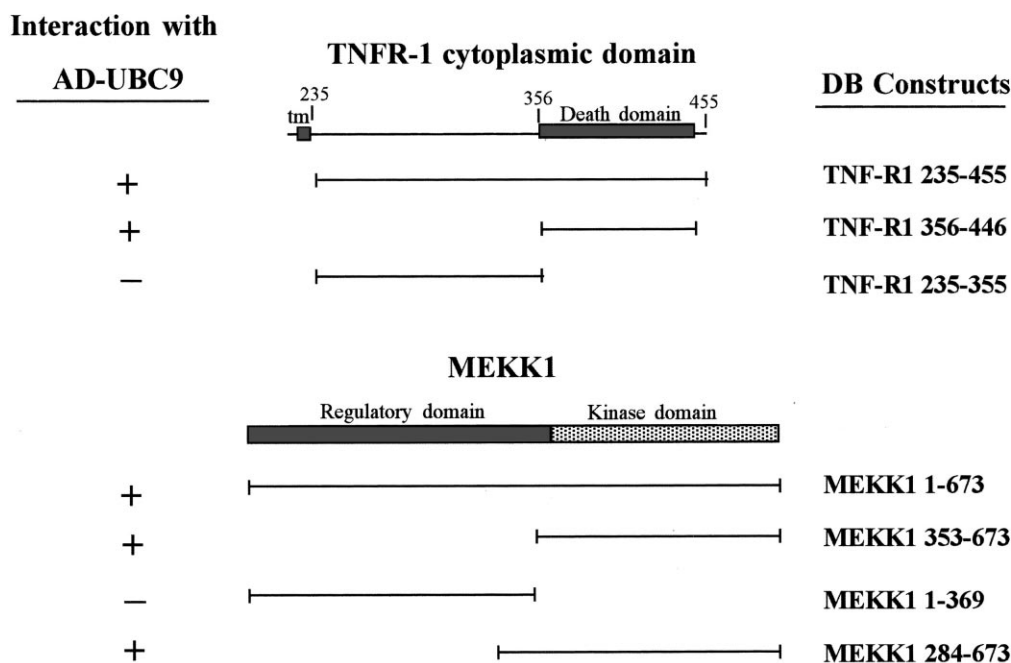 Interaction with
AD-UBC9
TNFR-1 cytoplasmic domain
DB Constructs
tm 235 356 Death domain 455
+ TNF-R1 235-455
+ TNF-R1 356-446
− TNF-R1 235-355
MEKK1
Regulatory domain Kinase domain
+ MEKK1 1-673
+ MEKK1 353-673
− MEKK1 1-369
+ MEKK1 284-673